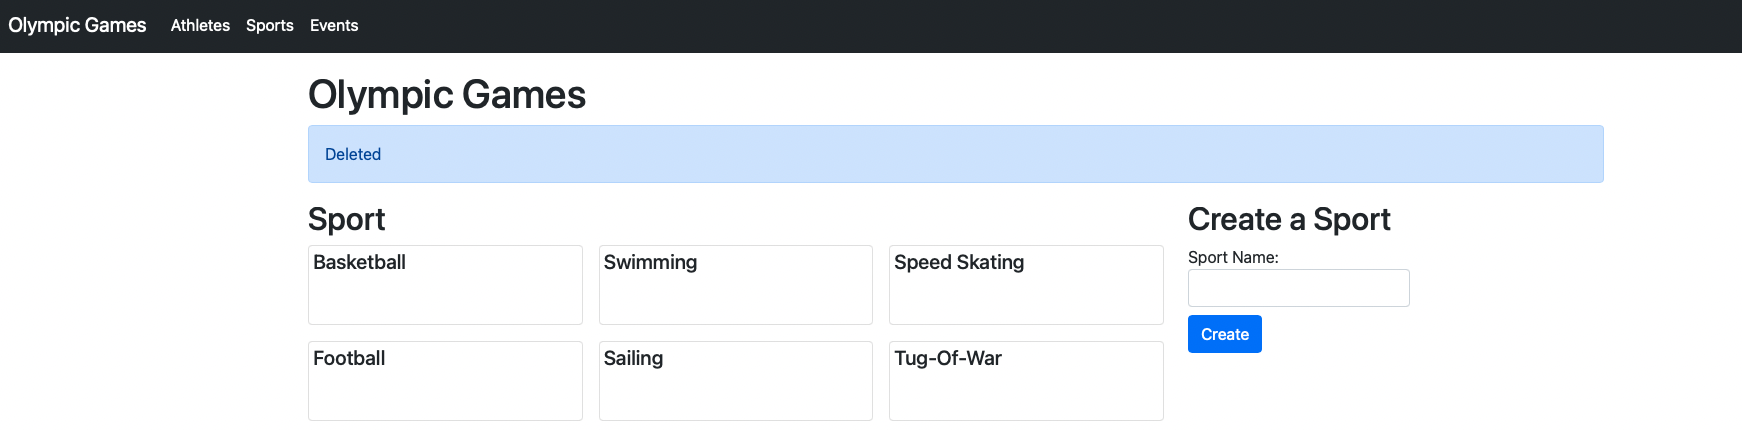 Olympic Games Athletes Sports Events
Olympic Games
Deleted
Sport
Basketball Swimming Speed Skating
Football Sailing Tug-Of-War
Create a Sport
Sport Name:
Create